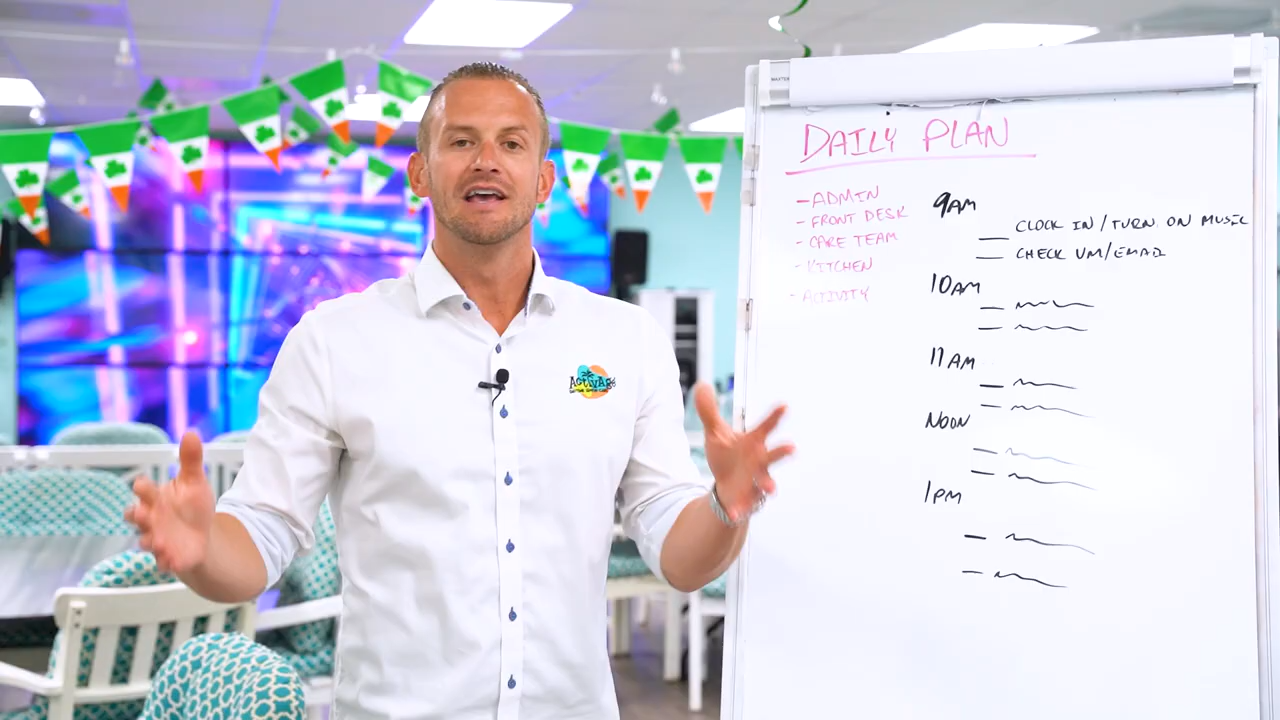 DAILY PLAN
- ADMIN
- FRONT DESK
- CARE TEAM
- KITCHEN
- ACTIVITY
9AM
— CLOCK IN / TURN ON MUSIC
— CHECK VM/EMAIL
10AM
11AM
NOON
1PM
ActivAge